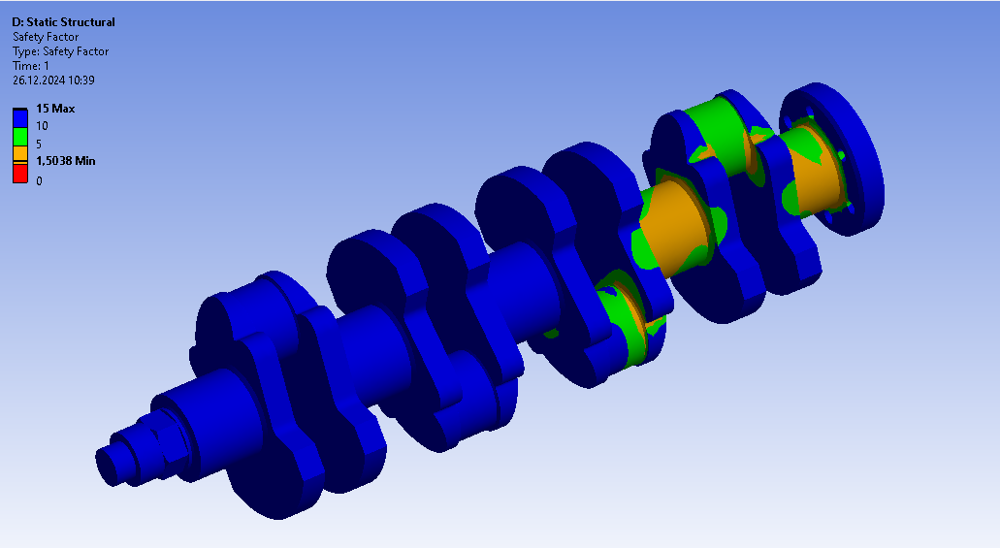 D: Static Structural
Safety Factor
Type: Safety Factor
Time: 1
26.12.2024 10:39
15 Max
10
5
1,5038 Min
0